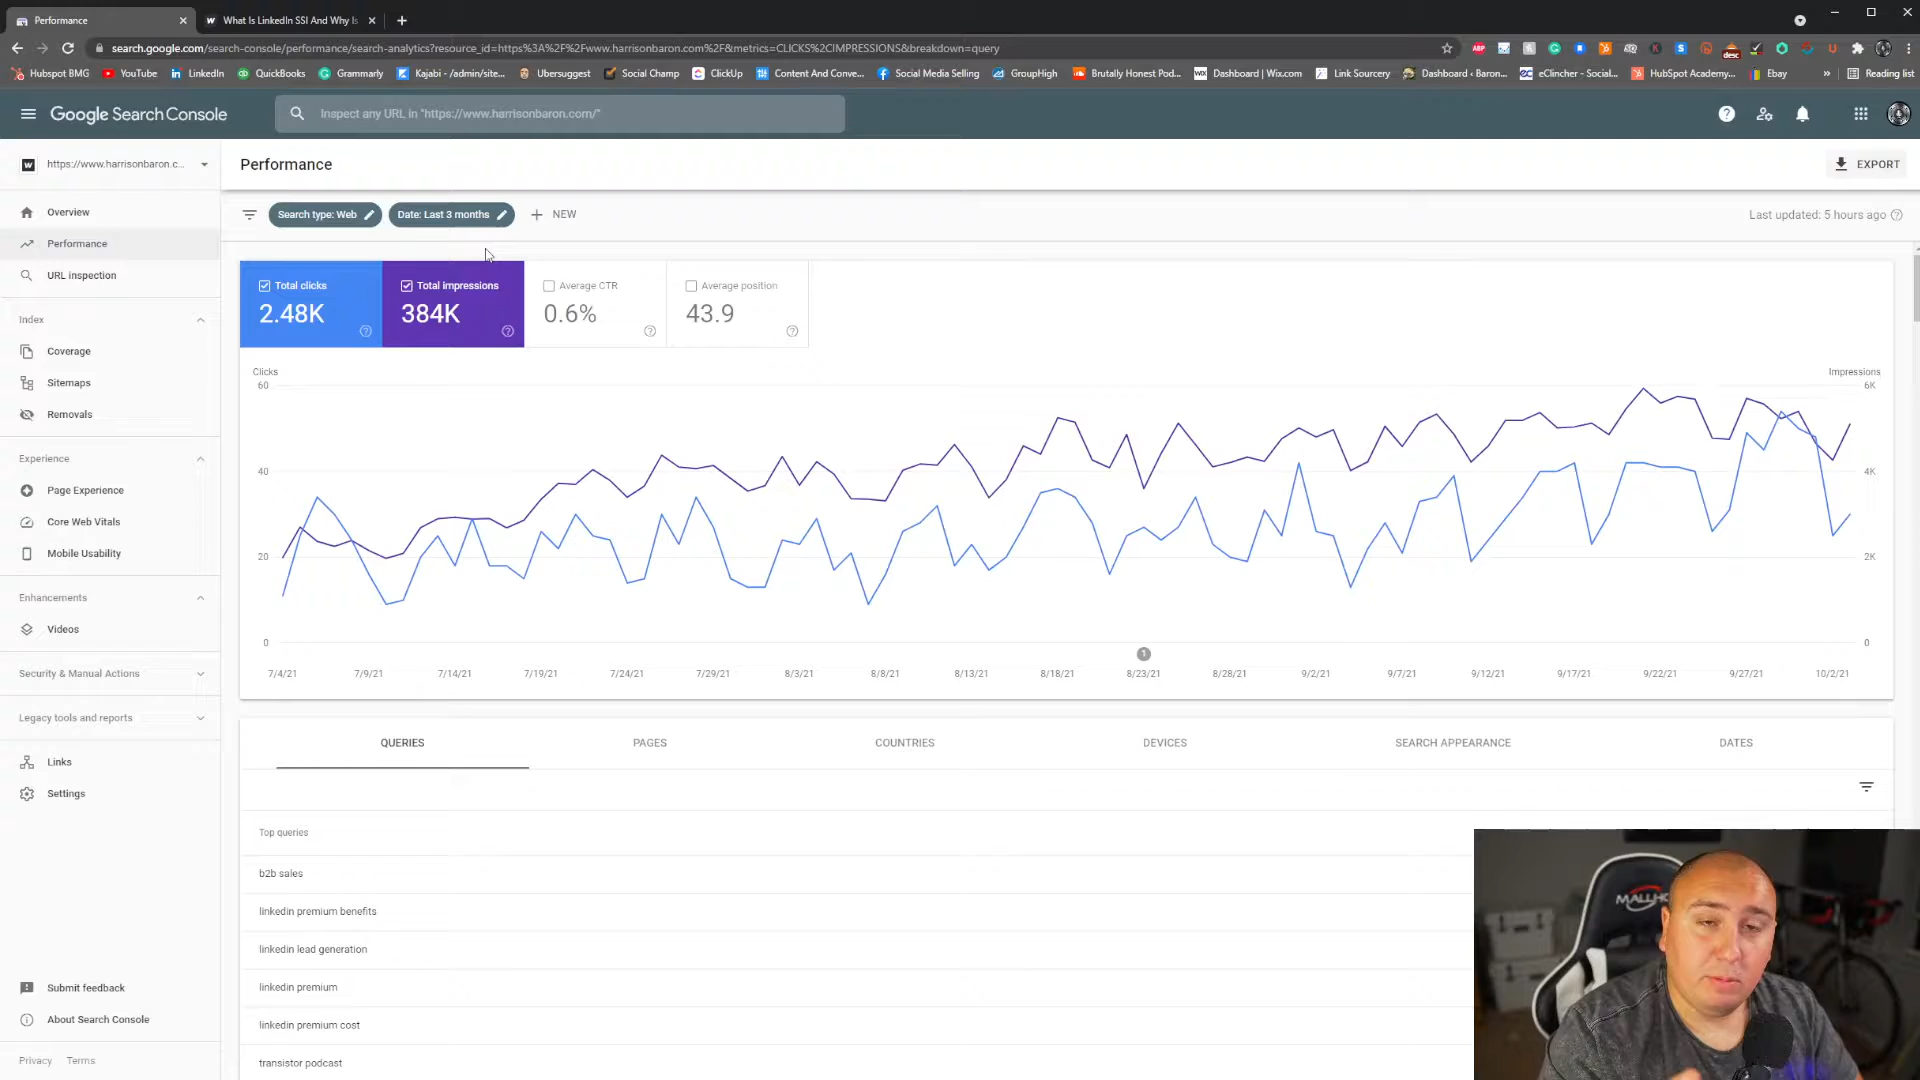 Performance
What Is LinkedIn SSI And Why Is
search.google.com/search-console/performance/search-analytics?resource_id=https%3A%2F%2Fwww.harrisonbaron.com%2F&metrics=CLICKS%2CIMPRESSIONS&breakdown=query
Hubspot BMG
YouTube
LinkedIn
QuickBooks
Grammarly
Kajabi - /admin/site...
Ubersuggest
Social Champ
ClickUp
Content And Conve...
Social Media Selling
GroupHigh
Brutally Honest Pod...
Dashboard | Wix.com
Link Sourcery
Dashboard ‹ Baron...
eClincher - Social...
HubSpot Academy...
Ebay
»
Reading list
Google Search Console
Inspect any URL in "https://www.harrisonbaron.com/"
https://www.harrisonbaron.c...
Performance
EXPORT
Overview
Performance
URL inspection
Index
Coverage
Sitemaps
Removals
Experience
Page Experience
Core Web Vitals
Mobile Usability
Enhancements
Videos
Security & Manual Actions
Legacy tools and reports
Links
Settings
Submit feedback
About Search Console
Privacy Terms
Search type: Web
Date: Last 3 months
+ NEW
Last updated: 5 hours ago
Total clicks
2.48K
Total impressions
384K
Average CTR
0.6%
Average position
43.9
Clicks
60
40
20
0
Impressions
6K
4K
2K
0
1
7/4/21 7/9/21 7/14/21 7/19/21 7/24/21 7/29/21 8/3/21 8/8/21 8/13/21 8/18/21 8/23/21 8/28/21 9/2/21 9/7/21 9/12/21 9/17/21 9/22/21 9/27/21 10/2/21
QUERIES PAGES COUNTRIES DEVICES SEARCH APPEARANCE DATES
Top queries
b2b sales
linkedin premium benefits
linkedin lead generation
linkedin premium
linkedin premium cost
transistor podcast